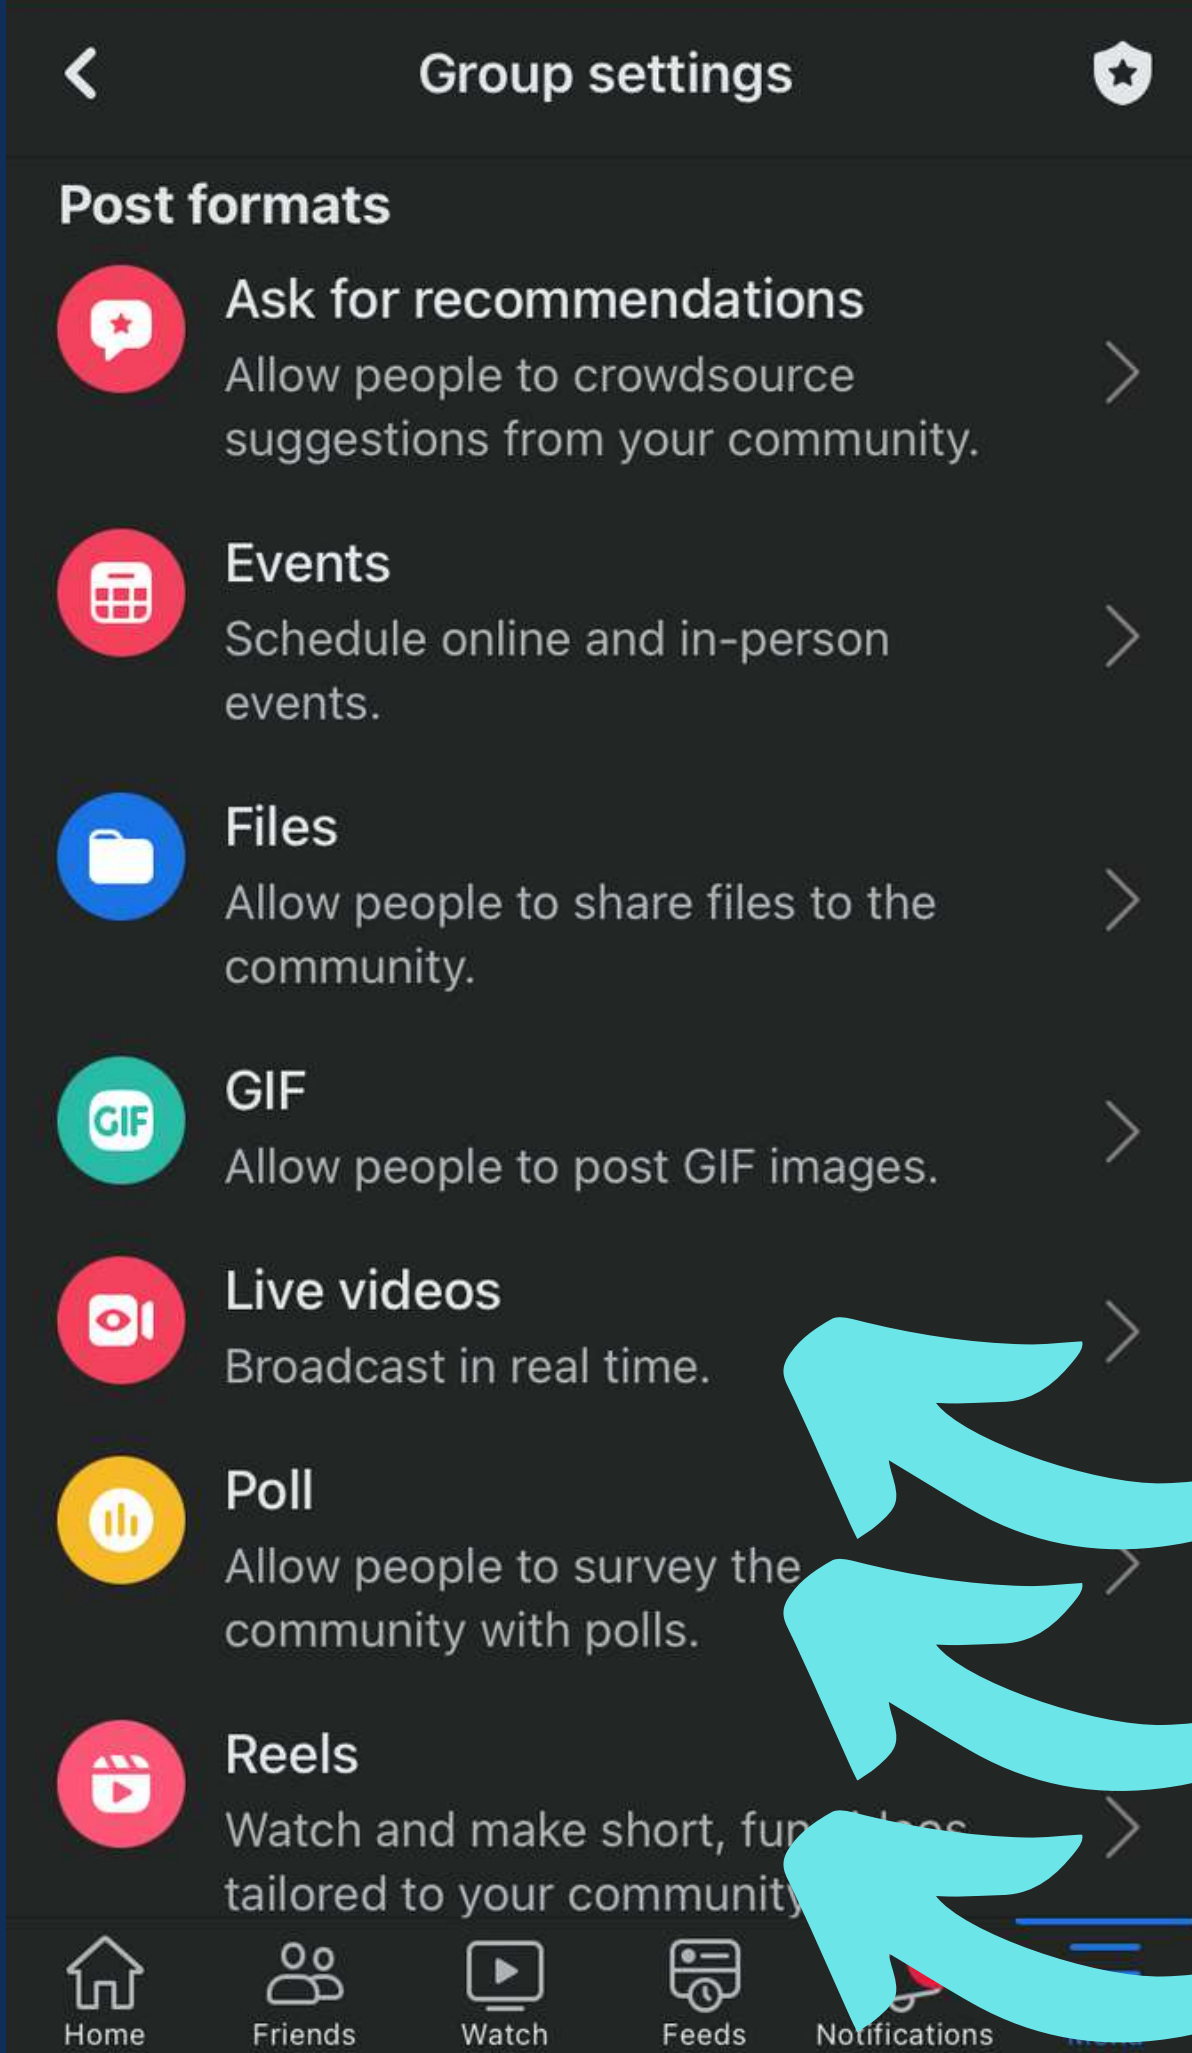 Group settings
Post formats
Ask for recommendations
Allow people to crowdsource
suggestions from your community.
Events
Schedule online and in-person
events.
Files
Allow people to share files to the
community.
GIF
GIF
Allow people to post GIF images.
Live videos
Broadcast in real time.
Poll
Allow people to survey the
community with polls.
Reels
Watch and make short, fun
tailored to your community
Home
Friends
Watch
Feeds
Notifications